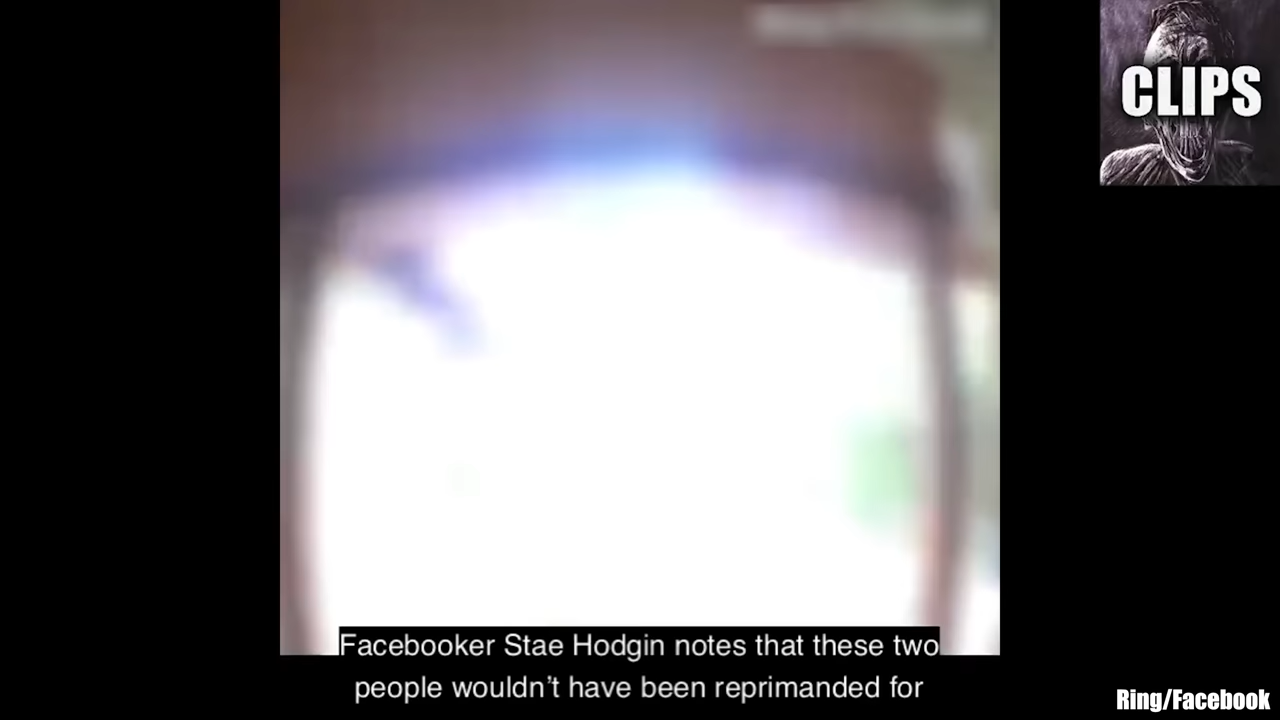 CLIPS
Facebooker Stae Hodgin notes that these two
people wouldn’t have been reprimanded for
Ring/Facebook